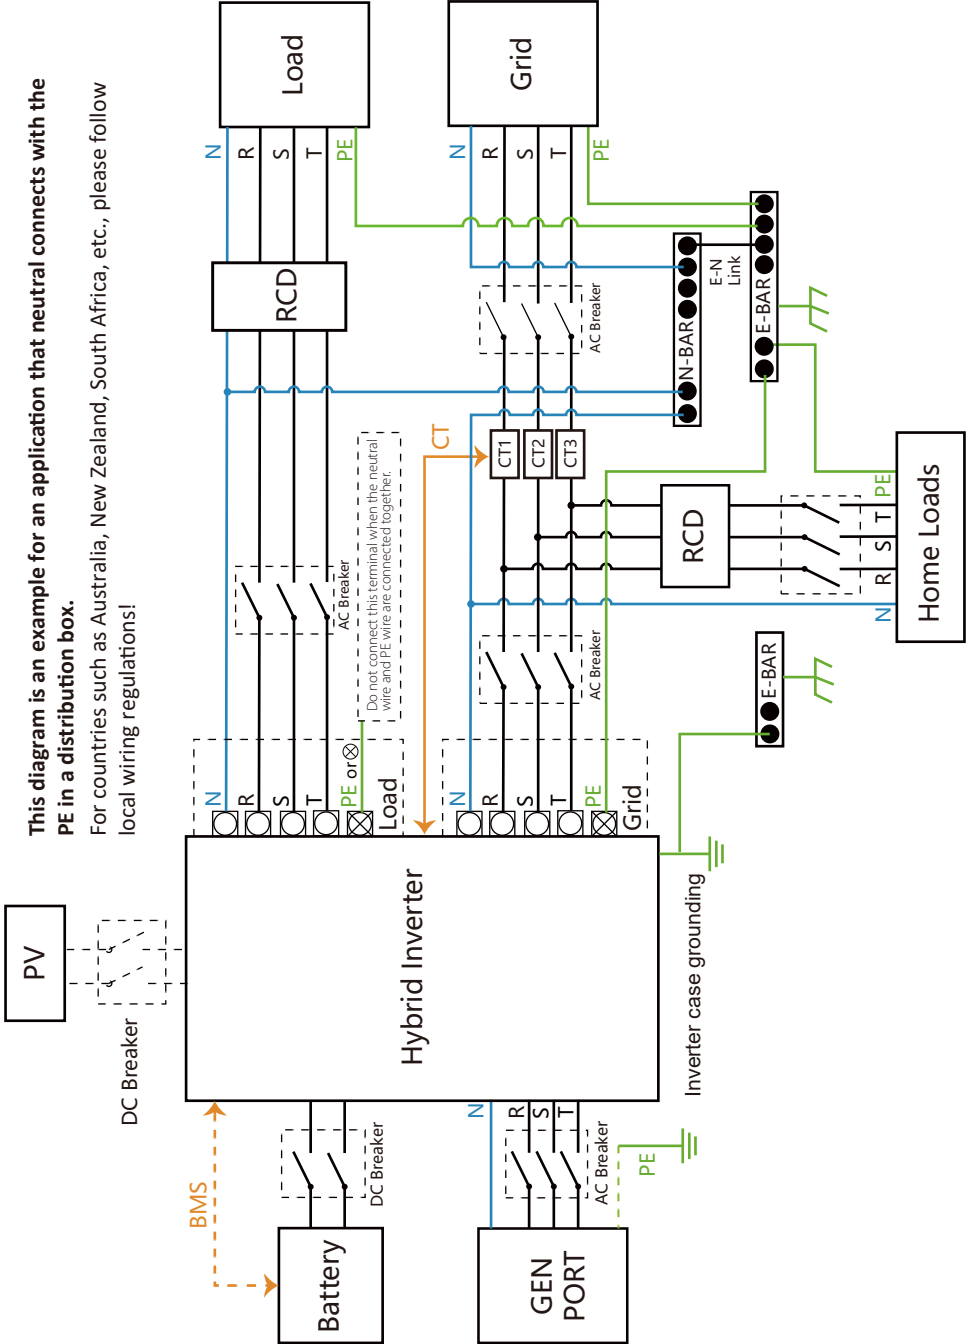 This diagram is an example for an application that neutral connects with the
PE in a distribution box.
For countries such as Australia, New Zealand, South Africa, etc., please follow
local wiring regulations!
PV
DC Breaker
BMS
Battery
DC Breaker
Hybrid Inverter
GEN
PORT
N
R
S
T
AC Breaker
PE
Inverter case grounding
N
R
S
T
PE or
Load
AC Breaker
Do not connect this terminal when the neutral
wire and PE wire are connected together.
RCD
N
R
S
T
PE
Load
N
R
S
T
PE
Grid
AC Breaker
CT
CT1
CT2
CT3
AC Breaker
N
R
S
T
PE
Grid
N-BAR
E-N
Link
E-BAR
RCD
N
R
S
T
PE
Home Loads
E-BAR